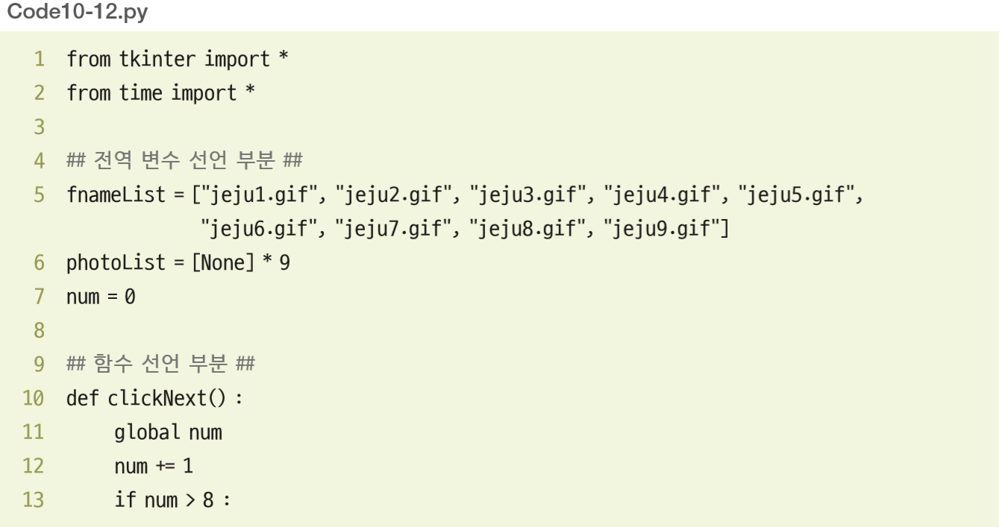 Code10-12.py
1 from tkinter import *
2 from time import *
3
4 ## 전역 변수 선언 부분 ##
5 fnameList = ["jeju1.gif", "jeju2.gif", "jeju3.gif", "jeju4.gif", "jeju5.gif",
"jeju6.gif", "jeju7.gif", "jeju8.gif", "jeju9.gif"]
6 photoList = [None] * 9
7 num = 0
8
9 ## 함수 선언 부분 ##
10 def clickNext() :
11 global num
12 num += 1
13 if num > 8 :